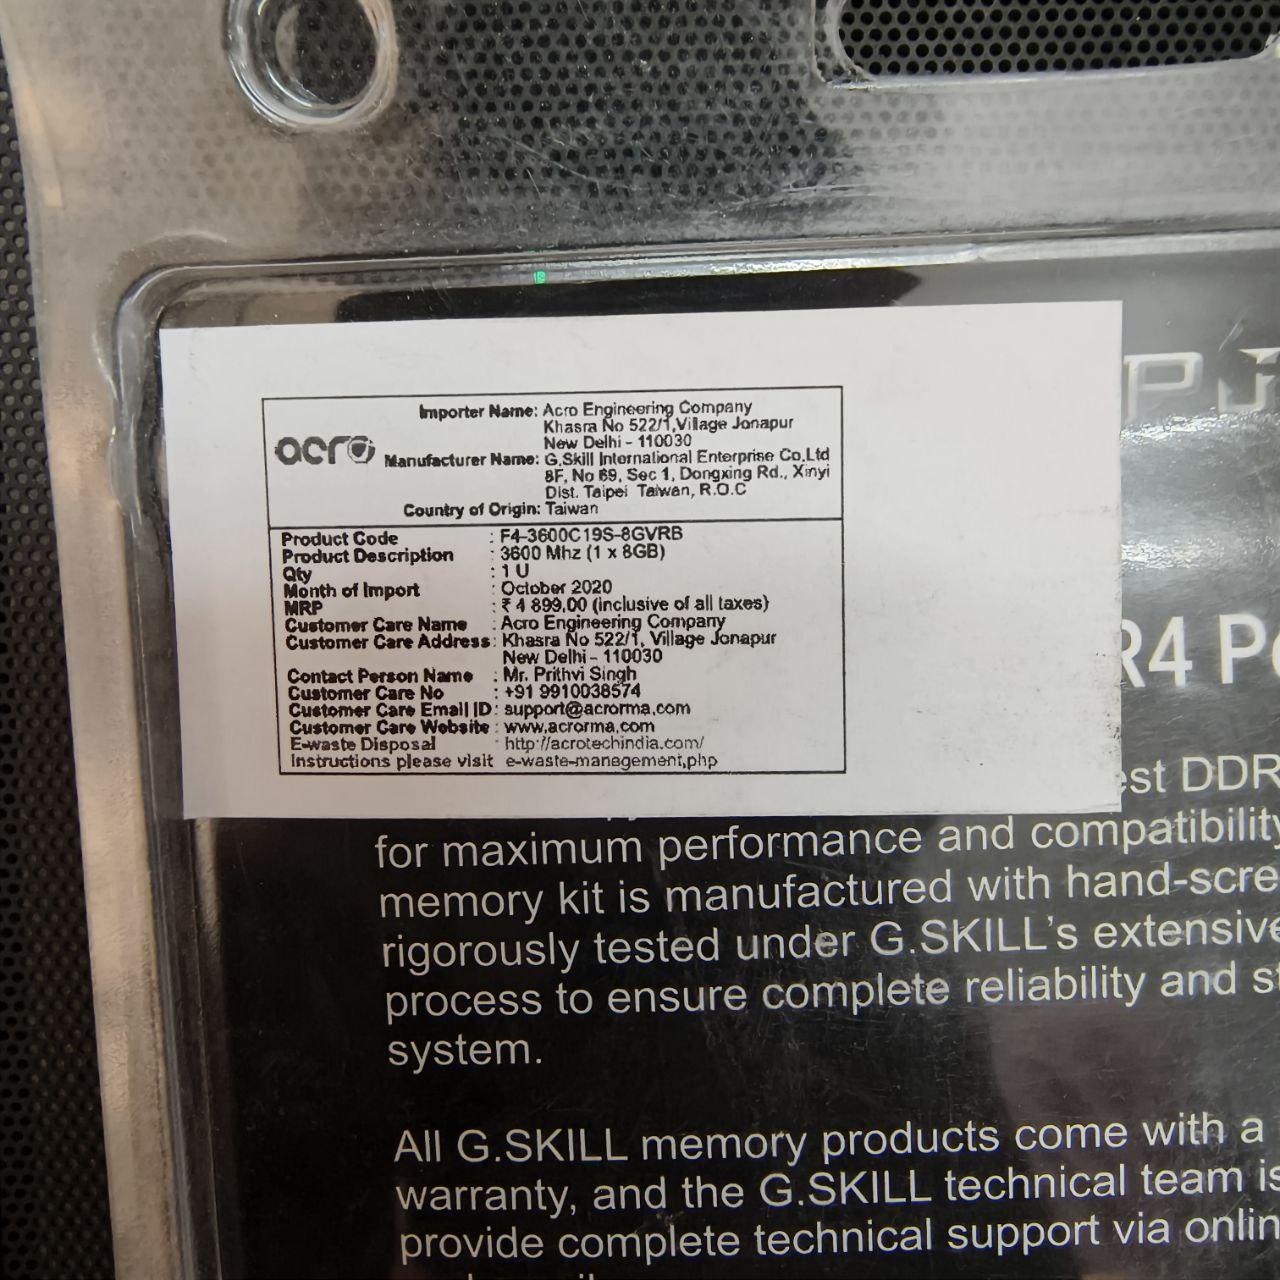 Importer Name: Acro Engineering Company
Khasra No 522/1,Village Jonapur
New Delhi - 110030
acro
Manufacturer Name: G.Skill International Enterprise Co.Ltd
8F, No 69, Sec 1, Dongxing Rd., Xinyi
Dist. Taipei Taiwan, R.O.C
Country of Origin: Taiwan
Product Code : F4-3600C19S-8GVRB
Product Description : 3600 Mhz (1 x 8GB)
Qty : 1 U
Month of Import : October 2020
MRP : ₹ 4 899.00 (inclusive of all taxes)
Customer Care Name : Acro Engineering Company
Customer Care Address : Khasra No 522/1, Village Jonapur
New Delhi - 110030
Contact Person Name : Mr. Prithvi Singh
Customer Care No : +91 9910038574
Customer Care Email ID : support@acrorma.com
Customer Care Website : www.acrorma.com
E-waste Disposal : http://acrotechindia.com/
Instructions please visit e-waste-management.php
R4 P
est DDR
for maximum performance and compatibility
memory kit is manufactured with hand-scre
rigorously tested under G.SKILL's extensive
process to ensure complete reliability and s
system.
All G.SKILL memory products come with a
warranty, and the G.SKILL technical team is
provide complete technical support via onlin